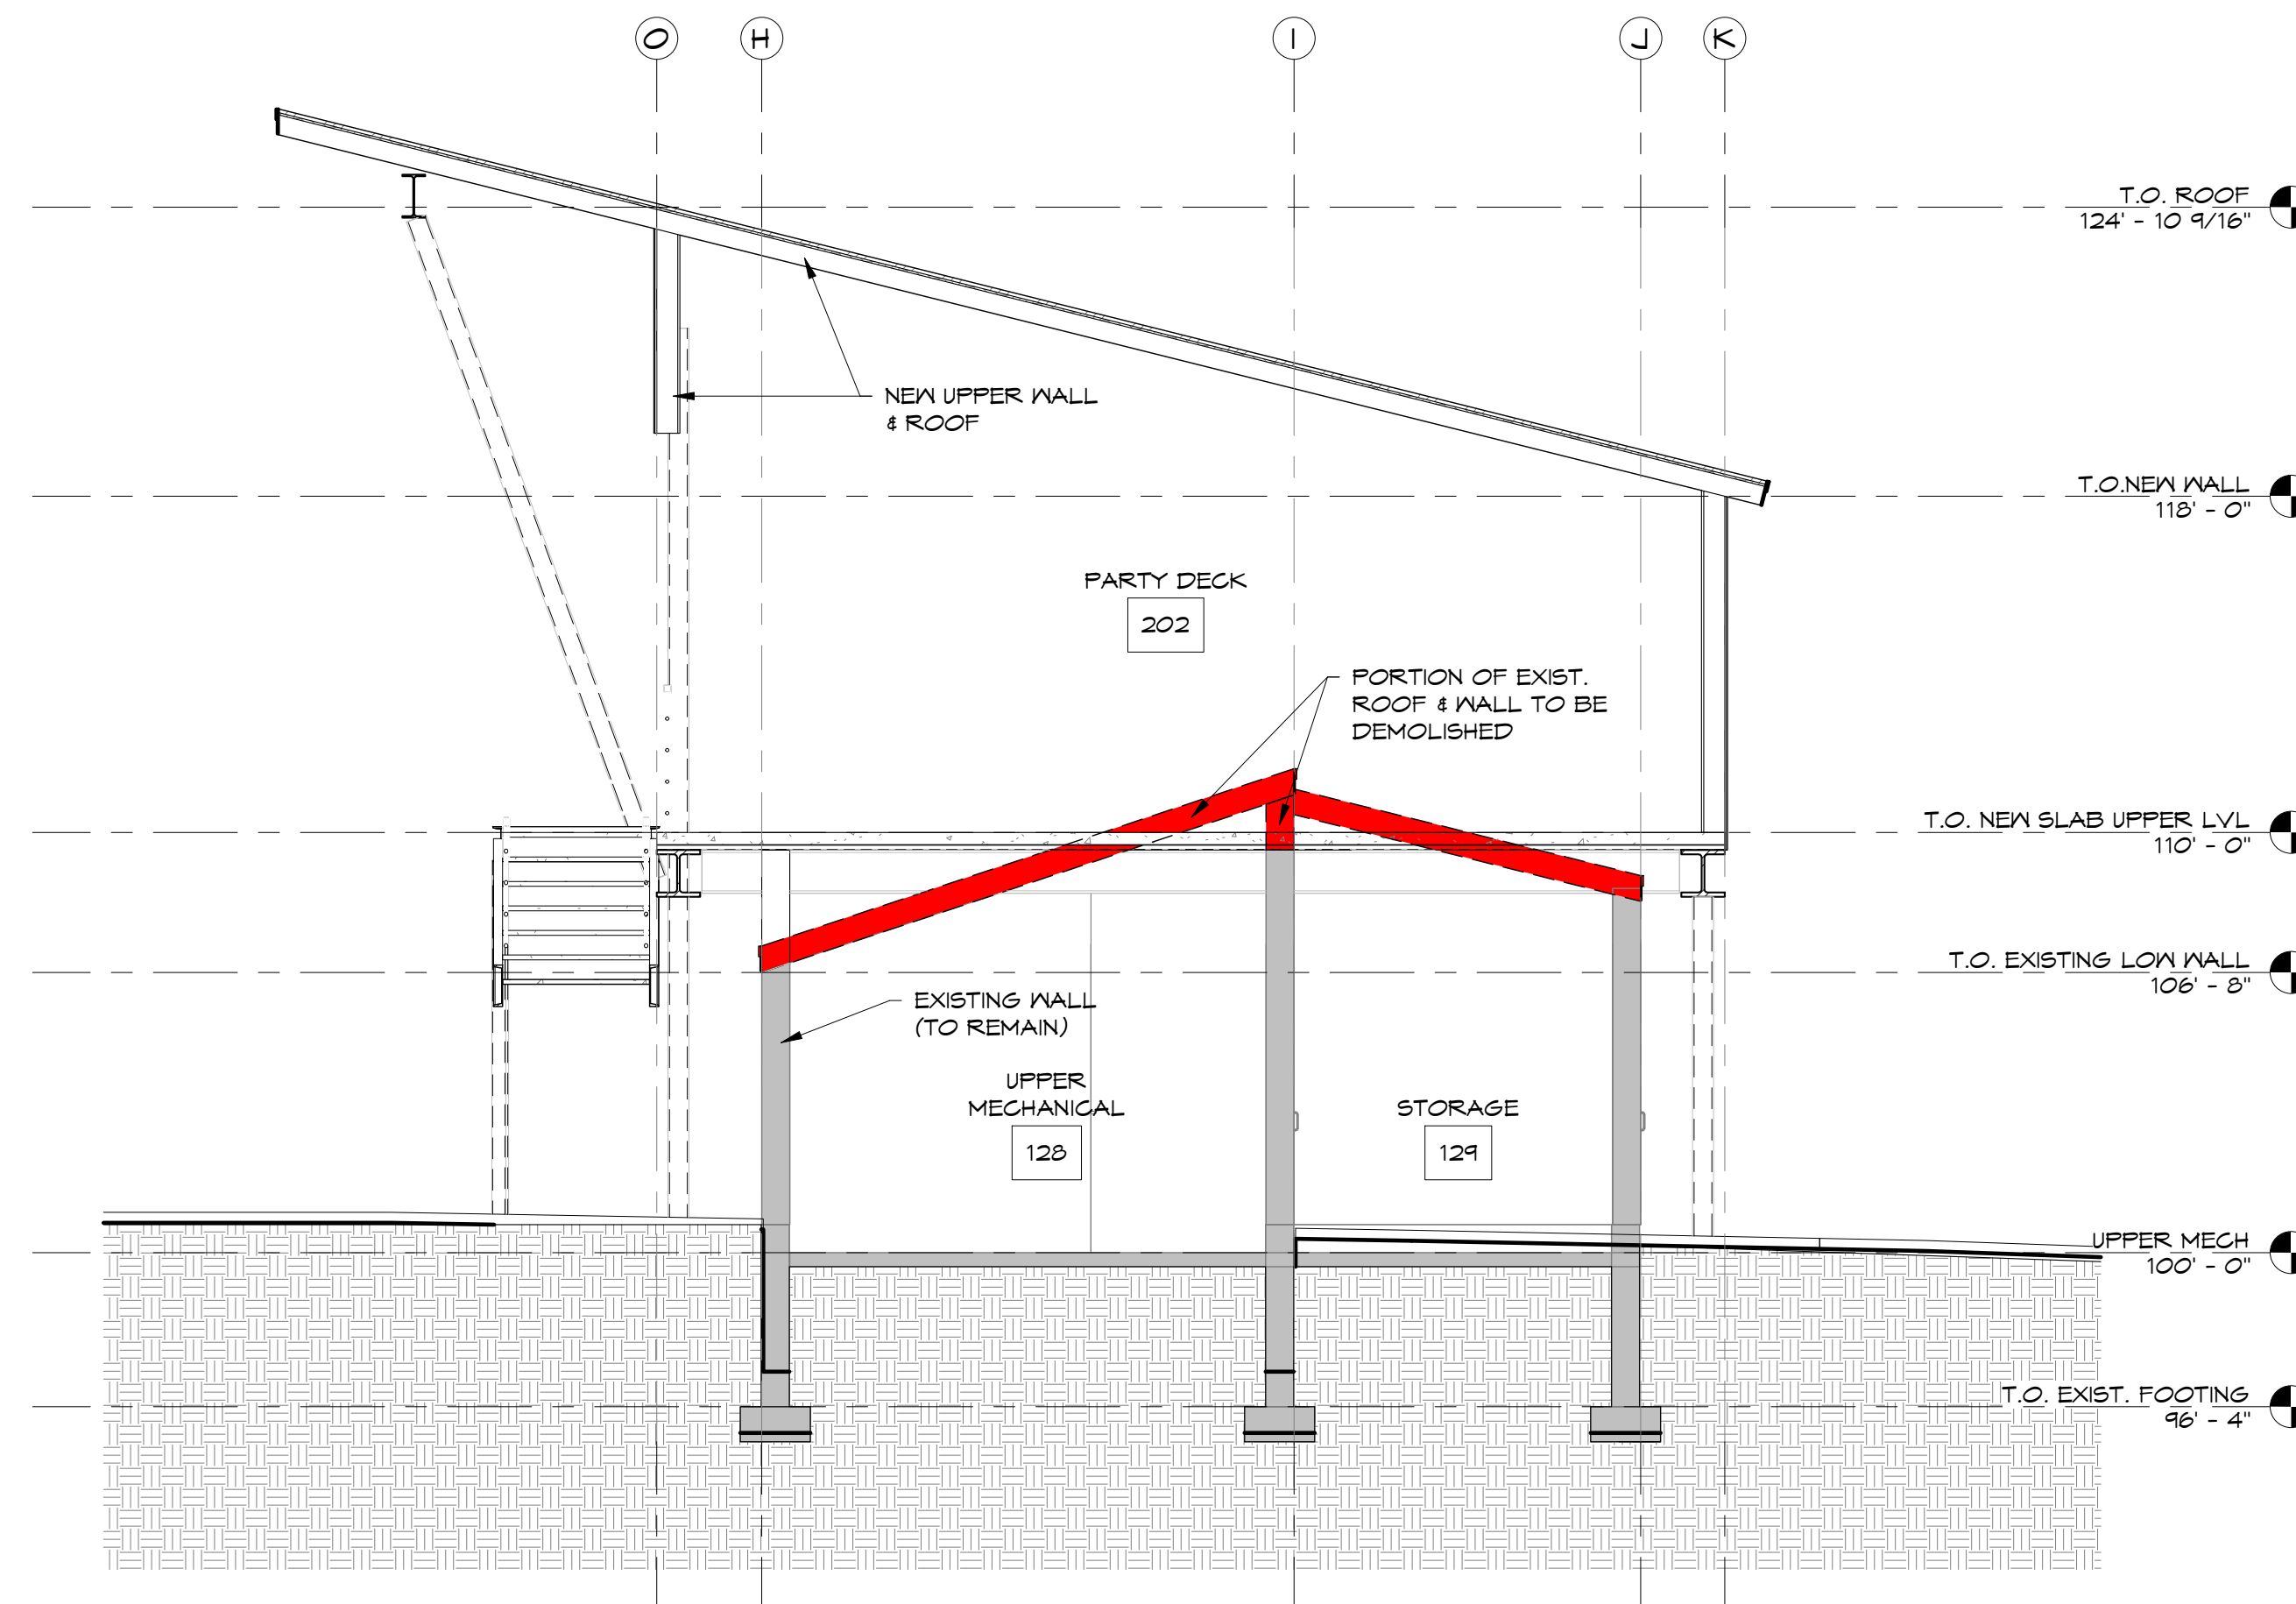 O H I J K
T.O. ROOF
124' - 10 9/16"
NEW UPPER WALL
& ROOF
T.O.NEW WALL
118' - 0"
PARTY DECK
202
PORTION OF EXIST.
ROOF & WALL TO BE
DEMOLISHED
T.O. NEW SLAB UPPER LVL
110' - 0"
T.O. EXISTING LOW WALL
106' - 8"
EXISTING WALL
(TO REMAIN)
UPPER
MECHANICAL
128
STORAGE
129
UPPER MECH
100' - 0"
T.O. EXIST. FOOTING
96' - 4"